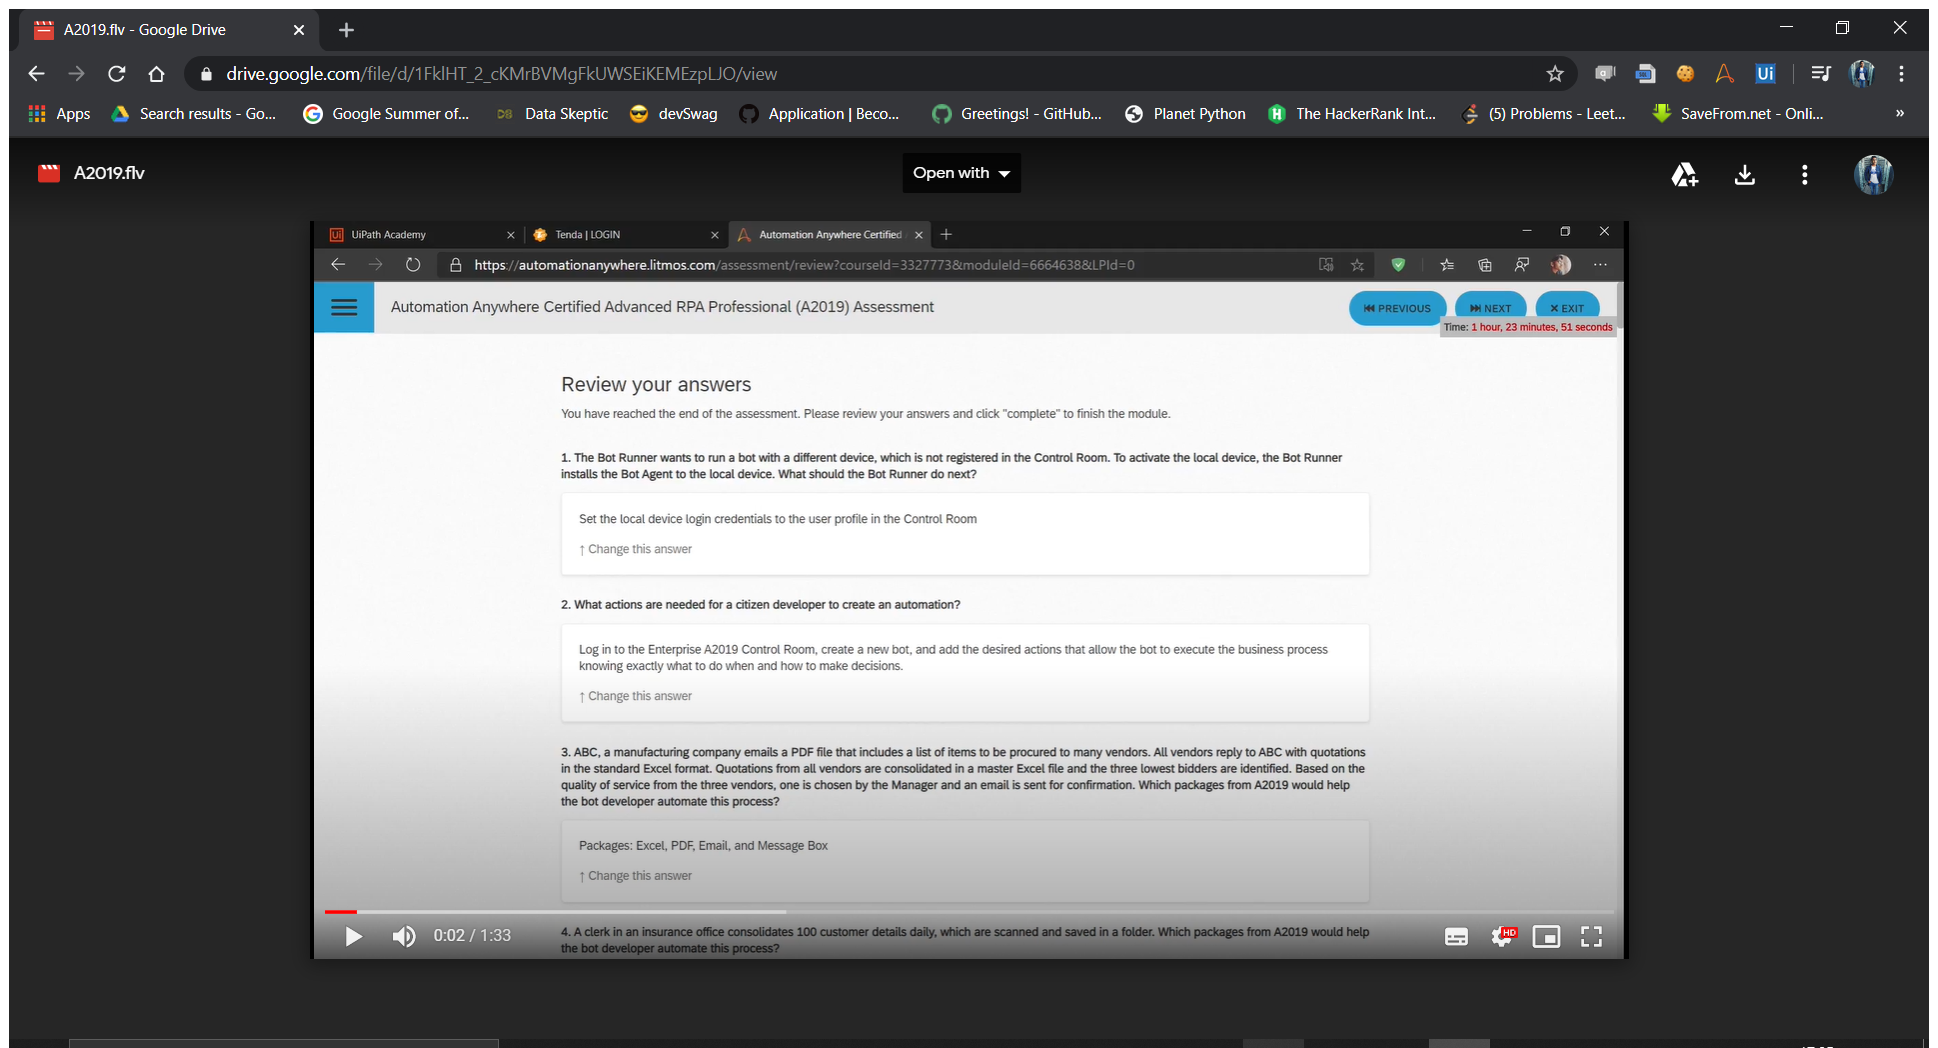 A2019.flv - Google Drive
drive.google.com/file/d/1FklHT_2_cKMrBVMgFkUWSEiKEMEzpLJO/view
Apps Search results - Go... Google Summer of... DS Data Skeptic devSwag Application | Beco... Greetings! - GitHub... Planet Python The HackerRank Int... (5) Problems - Leet... SaveFrom.net - Onli... »
A2019.flv
Open with
UiPath Academy Tenda | LOGIN Automation Anywhere Certified
https://automationanywhere.litmos.com/assessment/review?courseId=3327773&moduleId=6664638&LPId=0
Automation Anywhere Certified Advanced RPA Professional (A2019) Assessment
PREVIOUS NEXT EXIT
Time: 1 hour, 23 minutes, 51 seconds
Review your answers
You have reached the end of the assessment. Please review your answers and click "complete" to finish the module.
1. The Bot Runner wants to run a bot with a different device, which is not registered in the Control Room. To activate the local device, the Bot Runner
installs the Bot Agent to the local device. What should the Bot Runner do next?
Set the local device login credentials to the user profile in the Control Room
↑ Change this answer
2. What actions are needed for a citizen developer to create an automation?
Log in to the Enterprise A2019 Control Room, create a new bot, and add the desired actions that allow the bot to execute the business process
knowing exactly what to do when and how to make decisions.
↑ Change this answer
3. ABC, a manufacturing company emails a PDF file that includes a list of items to be procured to many vendors. All vendors reply to ABC with quotations
in the standard Excel format. Quotations from all vendors are consolidated in a master Excel file and the three lowest bidders are identified. Based on the
quality of service from the three vendors, one is chosen by the Manager and an email is sent for confirmation. Which packages from A2019 would help
the bot developer automate this process?
Packages: Excel, PDF, Email, and Message Box
↑ Change this answer
4. A clerk in an insurance office consolidates 100 customer details daily, which are scanned and saved in a folder. Which packages from A2019 would help
the bot developer automate this process?
0:02 / 1:33
HD